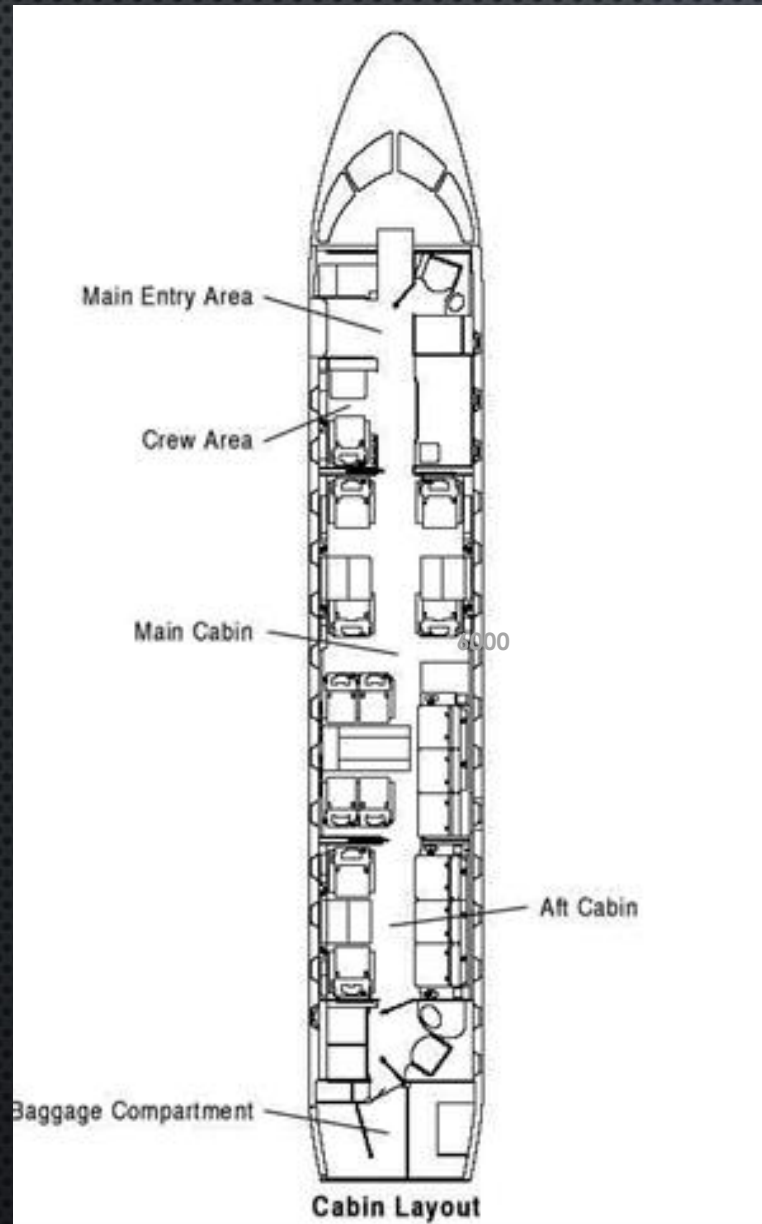 Main Entry Area
Crew Area
Main Cabin
6000
Aft Cabin
Baggage Compartment
Cabin Layout